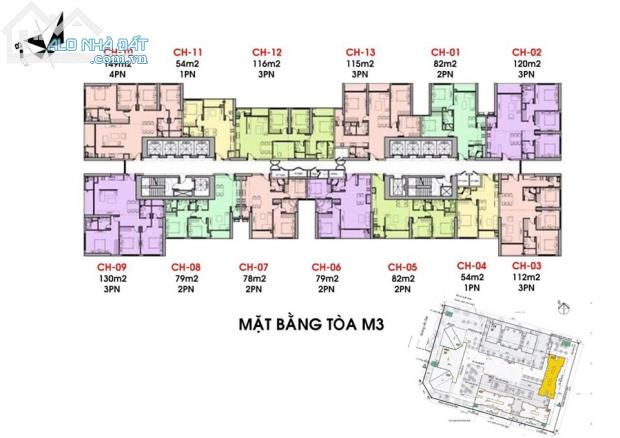 ALO NHÀ ĐẤT
.com.vn
CH-10
149m2
4PN
CH-11
54m2
1PN
CH-12
116m2
3PN
CH-13
115m2
3PN
CH-01
82m2
2PN
CH-02
120m2
3PN
CH-09
130m2
3PN
CH-08
79m2
2PN
CH-07
78m2
2PN
CH-06
79m2
2PN
CH-05
82m2
2PN
CH-04
54m2
1PN
CH-03
112m2
3PN
MẶT BẰNG TÒA M3